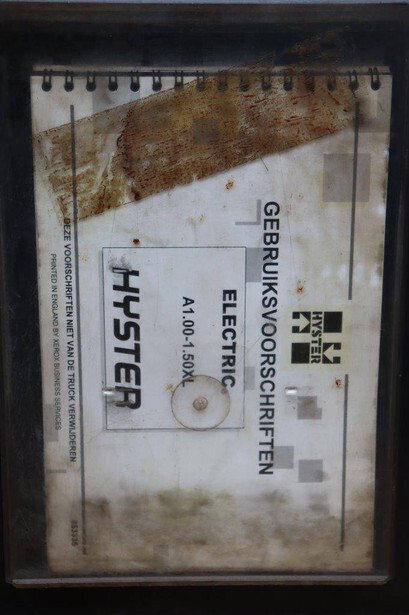 HYSTER
GEBRUIKSVOORSCHRIFTEN
ELECTRIC
A1.00-1.50XL
HYSTER
DEZE VOORSCHRIFTEN NIET VAN DE TRUCK VERWIJDEREN
PRINTED IN ENGLAND BY XEROX BUSINESS SERVICES